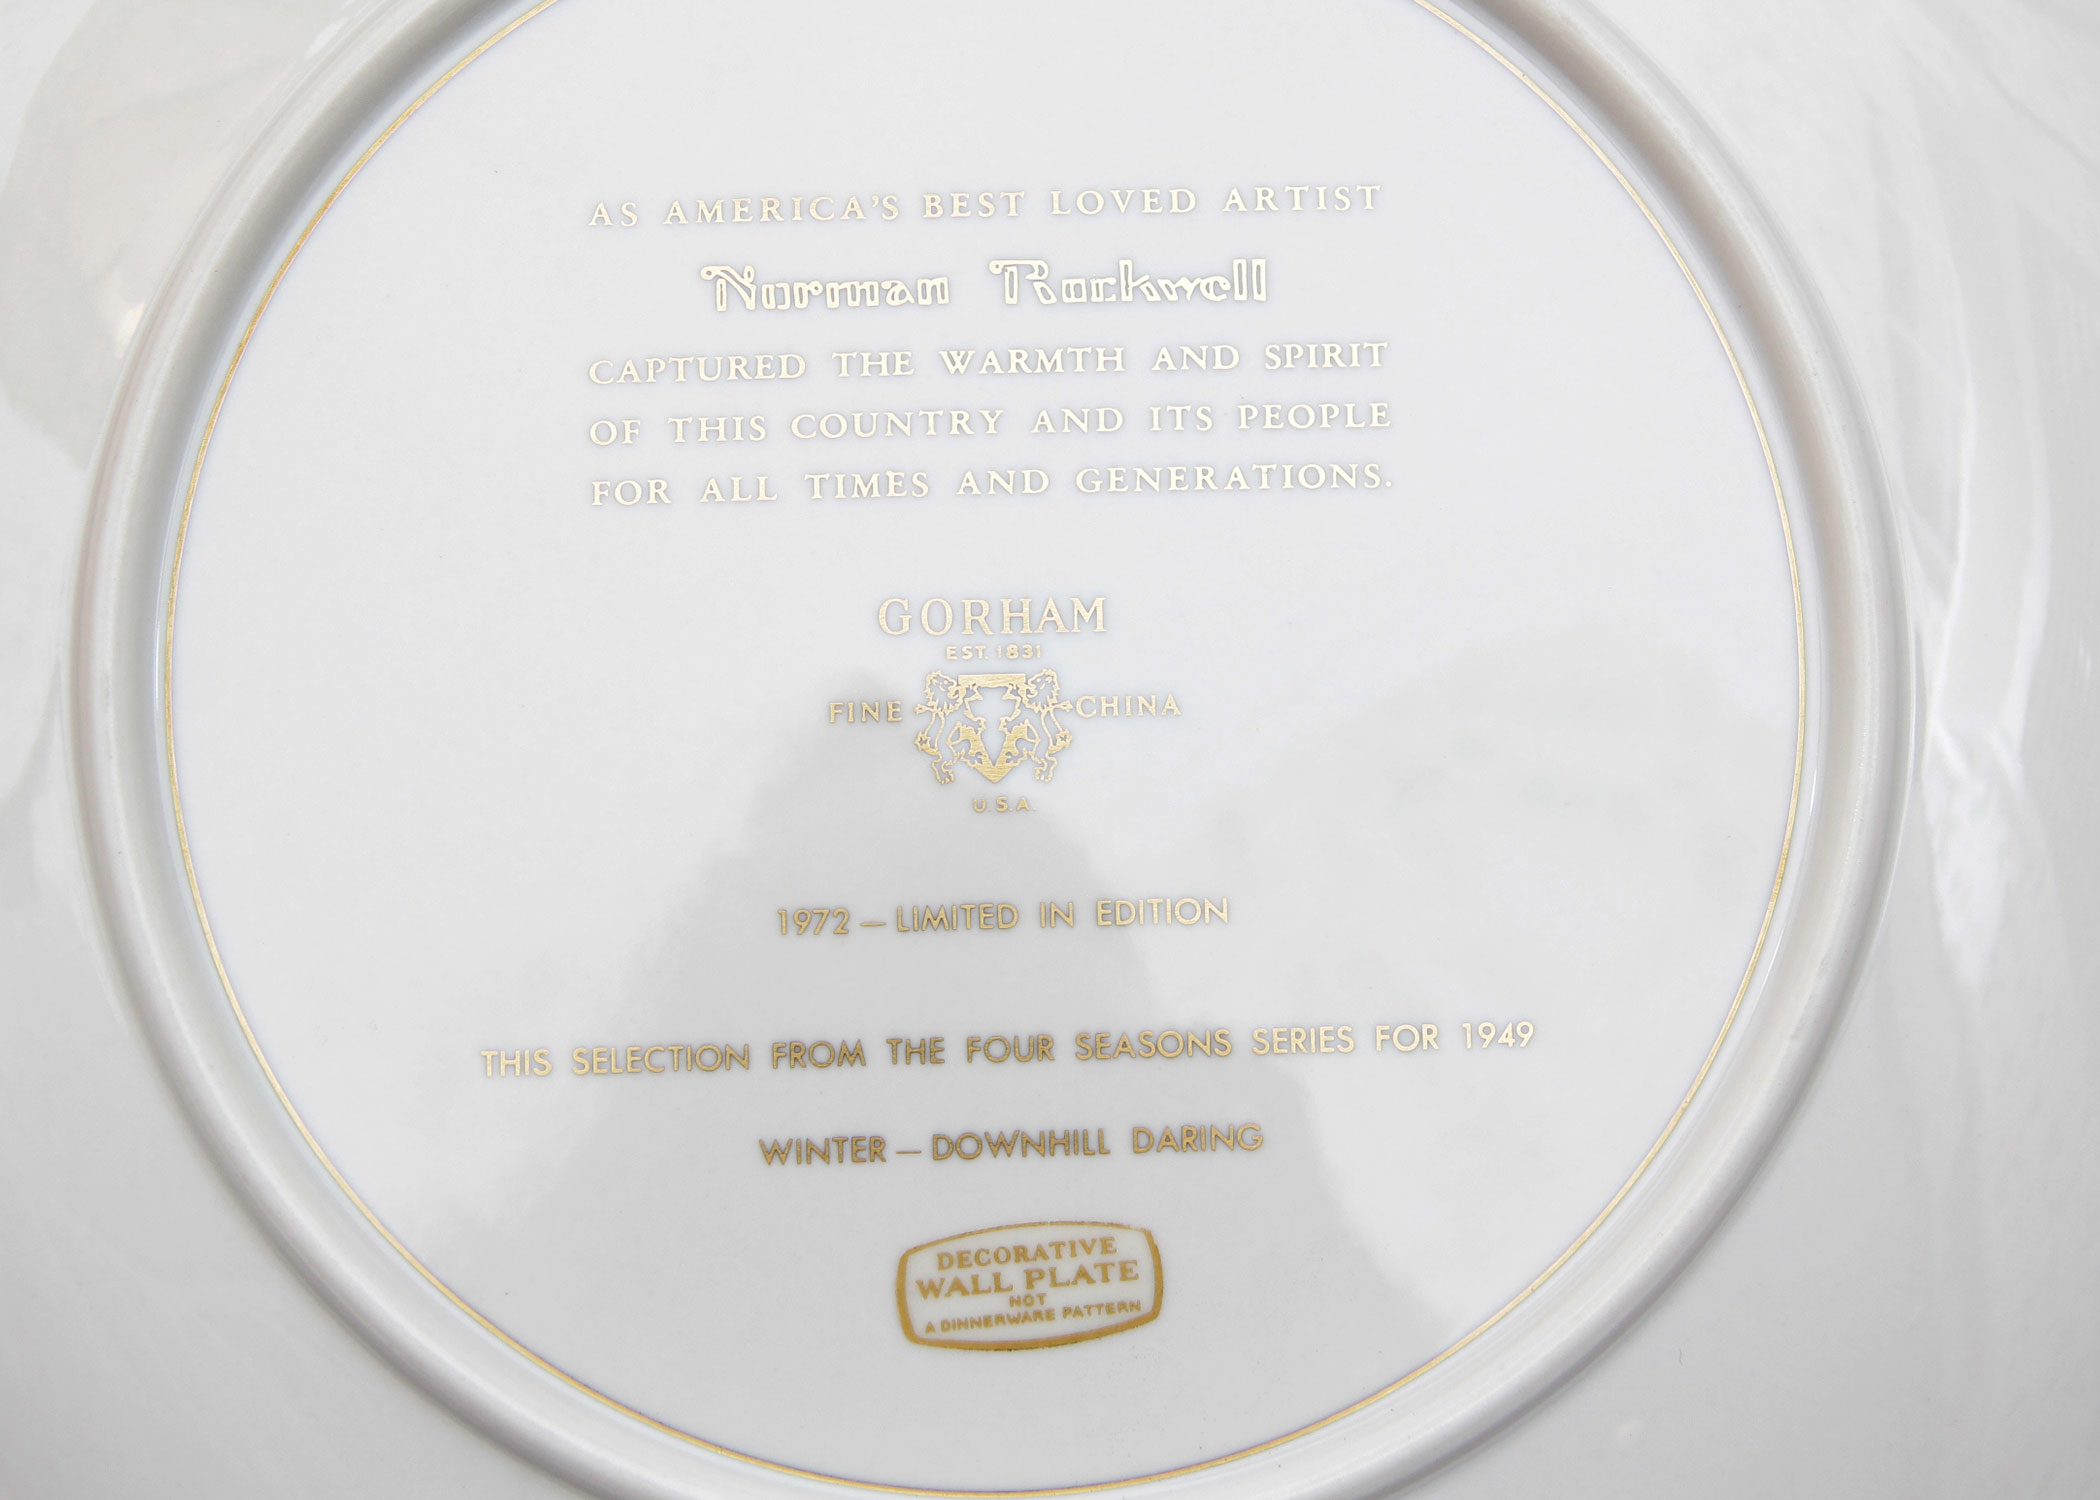 AS AMERICA'S BEST LOVED ARTIST
Norman Rockwell
CAPTURED THE WARMTH AND SPIRIT
OF THIS COUNTRY AND ITS PEOPLE
FOR ALL TIMES AND GENERATIONS.
GORHAM
EST. 1831
FINE CHINA
U.S.A.
1972 — LIMITED IN EDITION
THIS SELECTION FROM THE FOUR SEASONS SERIES FOR 1949
WINTER — DOWNHILL DARING
DECORATIVE
WALL PLATE
NOT
A DINNERWARE PATTERN